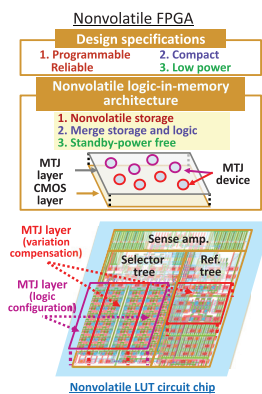 Nonvolatile FPGA
Design specifications
1. Programmable 2. Compact
Reliable 3. Low power
Nonvolatile logic-in-memory
architecture
1. Nonvolatile storage
2. Merge storage and logic
3. Standby-power free
MTJ
layer
CMOS
layer
MTJ
device
MTJ layer
(variation
compensation)
MTJ layer
(logic
configuration)
Sense amp.
Selector
tree
Ref.
tree
Nonvolatile LUT circuit chip